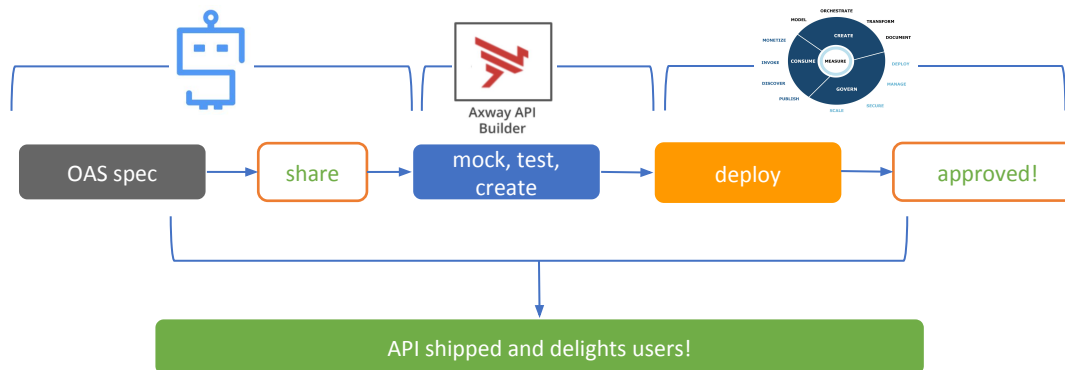 ORCHESTRATE
MODEL
TRANSFORM
MONETIZE
CREATE
DOCUMENT
INVOKE
CONSUME
MEASURE
DEPLOY
DISCOVER
GOVERN
MANAGE
PUBLISH
SCALE
SECURE
Axway API
Builder
OAS spec
share
mock, test,
create
deploy
approved!
API shipped and delights users!